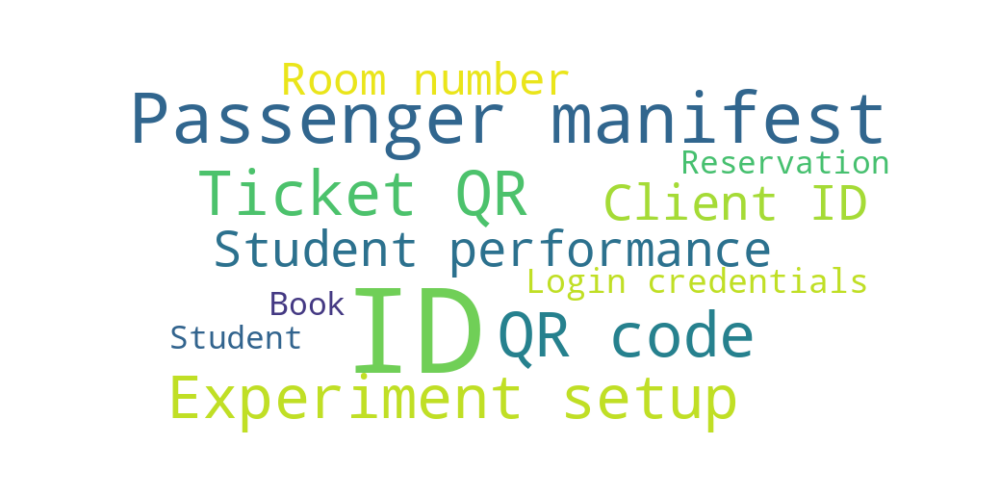 Room number
Passenger manifest
Reservation
Ticket QR
Client ID
Student performance
Login credentials
Book
ID
QR code
Student
Experiment setup